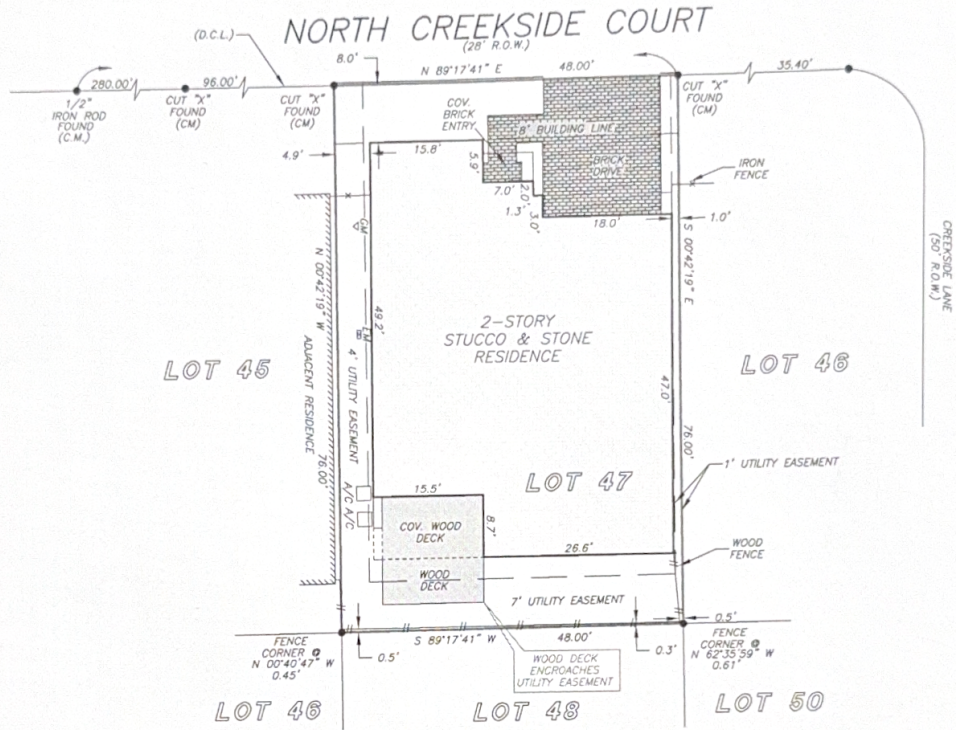 NORTH CREEKSIDE COURT
(28' R.O.W.)
(D.C.L.)
8.0'
N 89°17'41" E
48.00'
35.40'
280.00'
96.00'
1/2"
IRON ROD
FOUND
(C.M.)
CUT "X"
FOUND
(CM)
CUT "X"
FOUND
(CM)
CUT "X"
FOUND
(CM)
COV.
BRICK
ENTRY
8' BUILDING LINE
BRICK
DRIVE
4.9'
15.8'
5.9'
7.0'
2.0'
1.3'
3.0'
18.0'
1.0'
IRON
FENCE
GM
N 00°42'19" W
76.00'
ADJACENT RESIDENCE
S 00°42'19" E
76.00'
CREEKSIDE LANE
(50' R.O.W.)
49.2'
EM
4' UTILITY EASEMENT
2-STORY
STUCCO & STONE
RESIDENCE
47.0'
LOT 45
LOT 46
LOT 47
1' UTILITY EASEMENT
A/C
A/C
15.5'
8.7'
COV. WOOD
DECK
26.6'
WOOD
FENCE
WOOD
DECK
7' UTILITY EASEMENT
S 89°17'41" W
48.00'
0.5'
0.3'
0.5'
FENCE
CORNER @
N 00°40'47" W
0.45'
FENCE
CORNER @
N 62°35'59" W
0.61'
WOOD DECK
ENCROACHES
UTILITY EASEMENT
LOT 46
LOT 48
LOT 50